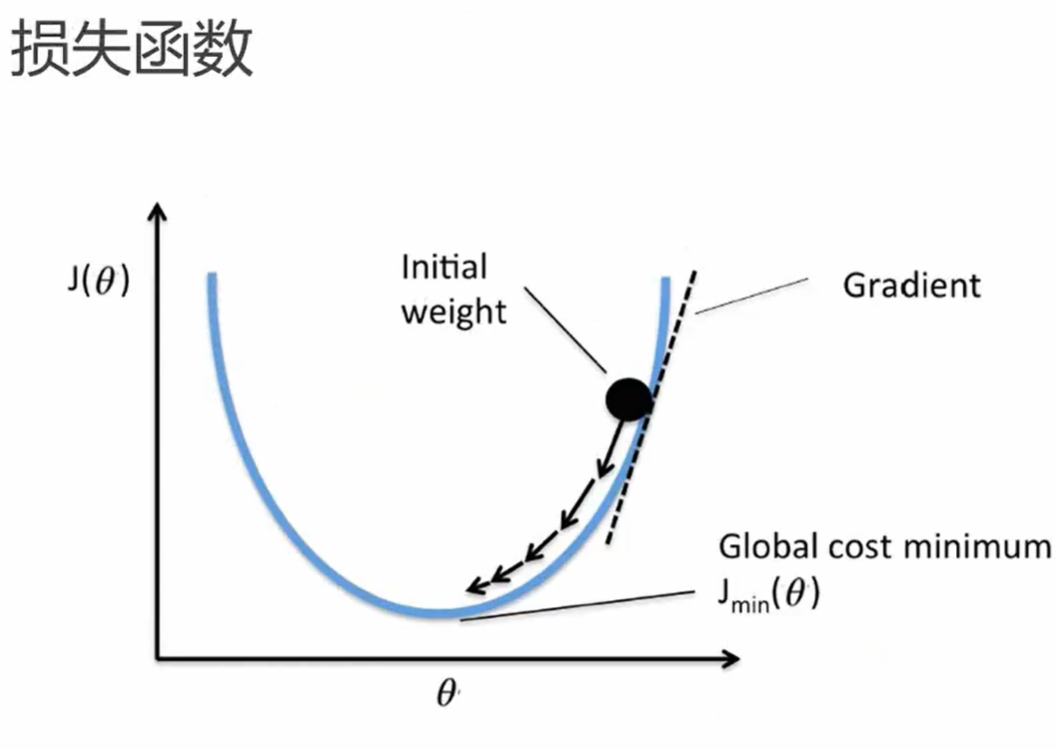 损失函数
J(θ)
Initial
weight
Gradient
Global cost minimum
Jmin(θ)
θ